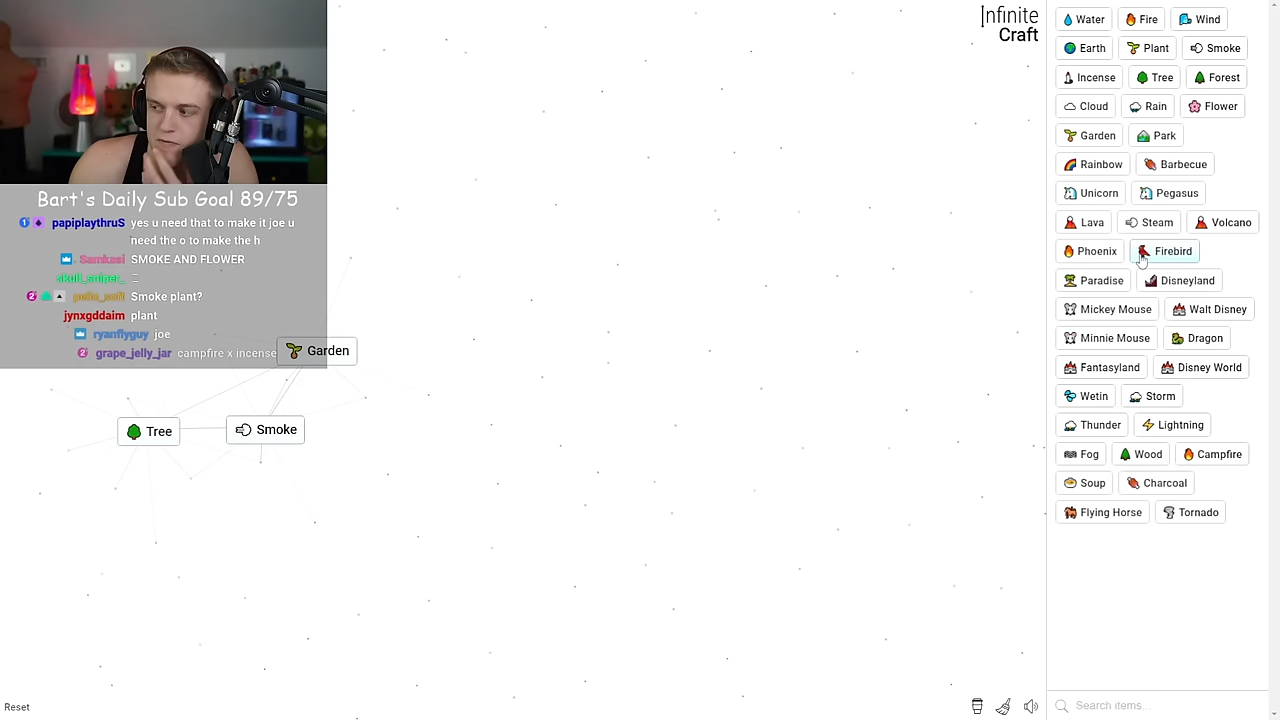 Infinite
Craft
Bart's Daily Sub Goal 89/75
papiplaythruS yes u need that to make it joe u
need the o to make the h
Samkasi SMOKE AND FLOWER
skull_sniper_
Smoke plant?
jynxgddaim plant
ryanflyguy joe
grape_jelly_jar campfire x incense
Garden
Tree
Smoke
Water
Fire
Wind
Earth
Plant
Smoke
Incense
Tree
Forest
Cloud
Rain
Flower
Garden
Park
Rainbow
Barbecue
Unicorn
Pegasus
Lava
Steam
Volcano
Phoenix
Firebird
Paradise
Disneyland
Mickey Mouse
Walt Disney
Minnie Mouse
Dragon
Fantasyland
Disney World
Wetin
Storm
Thunder
Lightning
Fog
Wood
Campfire
Soup
Charcoal
Flying Horse
Tornado
Search items...
Reset